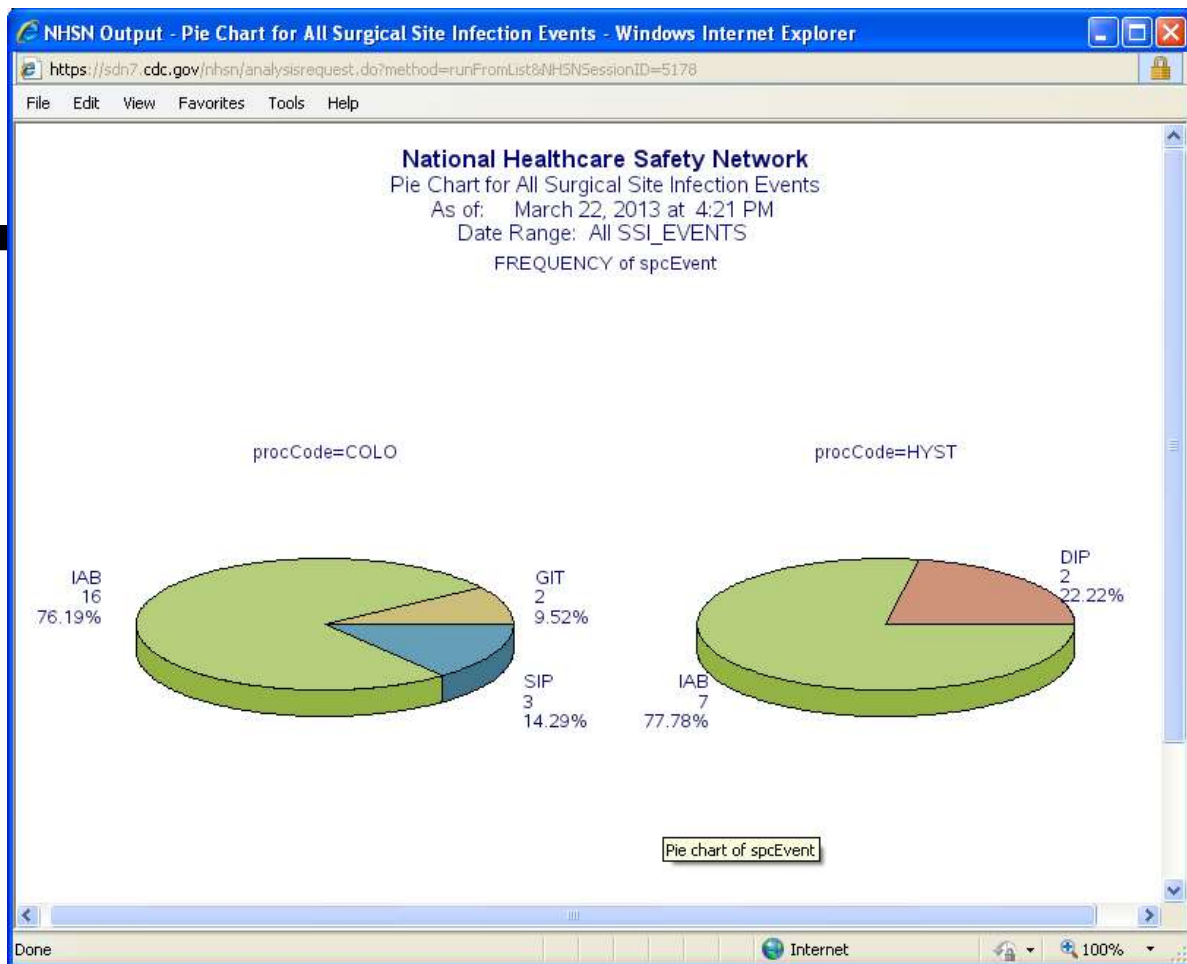 NHSN Output - Pie Chart for All Surgical Site Infection Events - Windows Internet Explorer
https://sdn7.cdc.gov/nhsn/analysisrequest.do?method=runFromList&NHSNSessionID=5178
File Edit View Favorites Tools Help
National Healthcare Safety Network
Pie Chart for All Surgical Site Infection Events
As of: March 22, 2013 at 4:21 PM
Date Range: All SSI_EVENTS
FREQUENCY of spcEvent
procCode=COLO
IAB
16
76.19%
GIT
2
9.52%
SIP
3
14.29%
procCode=HYST
DIP
2
22.22%
IAB
7
77.78%
Pie chart of spcEvent
Done Internet 100%